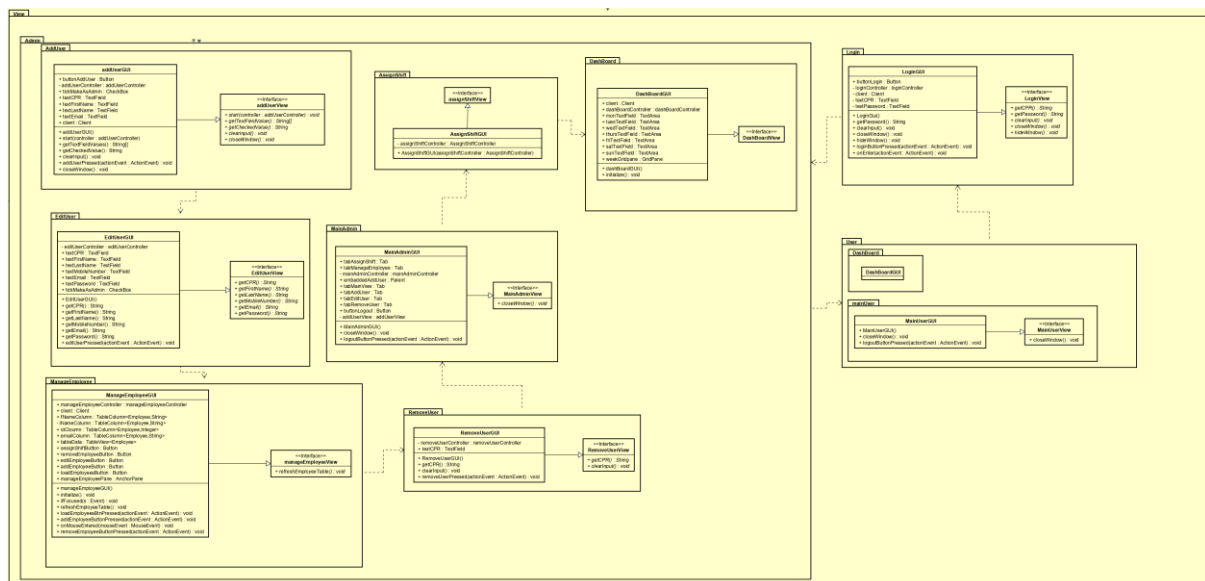 View
Admin
AddUser
addUserGUI
+ buttonAddUser : Button
- addUserController : addUserController
+ tickMakeAsAdmin : CheckBox
+ textCPR : TextField
+ textFirstName : TextField
+ textLastName : TextField
+ textEmail : TextField
+ client : Client
+ addUserGUI()
+ start(controller : addUserController) : void
+ getTextFieldValues() : String[]
+ getCheckedValue() : String
+ clearInput() : void
+ addUserPressed(actionEvent : ActionEvent) : void
+ closeWindow() : void
<<Interface>>
addUserView
+ start(controller : addUserController) : void
+ getTextFieldValues() : String[]
+ getCheckedValue() : String
+ clearInput() : void
+ closeWindow() : void
AssignShift
<<Interface>>
assignShiftView
AssignShiftGUI
- assignShiftController : AssignShiftController
+ AssignShiftGUI(assignShiftController : AssignShiftController)
DashBoard
DashBoardGUI
+ client : Client
+ dashBoardController : dashBoardController
+ monTextField : TextArea
+ tuesTextField : TextArea
+ wedTextField : TextArea
+ thursTextField : TextArea
+ friTextField : TextArea
+ satTextField : TextArea
+ sunTextField : TextArea
+ weekGridpane : GridPane
+ dashBoardGUI()
+ initialize() : void
<<Interface>>
DashBoardView
Login
LoginGUI
+ buttonLogin : Button
- loginController : loginController
- client : Client
- textCPR : TextField
- textPassword : TextField
+ LoginGui()
+ getPassword() : String
+ clearInput() : void
+ closeWindow() : void
+ hideWindow() : void
+ loginButtonPressed(actionEvent : ActionEvent) : void
+ onEnter(actionEvent : ActionEvent) : void
<<Interface>>
LoginView
+ getCPR() : String
+ getPassword() : String
+ clearInput() : void
+ closeWindow() : void
+ hideWindow() : void
EditUser
EditUserGUI
- editUserController : editUserController
+ textCPR : TextField
+ textFirstName : TextField
+ textLastName : TextField
+ textMobileNumber : TextField
+ textEmail : TextField
+ textPassword : TextField
+ tickMakeAsAdmin : CheckBox
+ EditUserGUI()
+ getCPR() : String
+ getFirstName() : String
+ getLastName() : String
+ getMobileNumber() : String
+ getEmail() : String
+ getPassword() : String
+ editUserPressed(actionEvent : ActionEvent) : void
<<Interface>>
EditUserView
+ getCPR() : String
+ getFirstName() : String
+ getLastName() : String
+ getMobileNumber() : String
+ getEmail() : String
+ getPassword() : String
MainAdmin
MainAdminGUI
+ tabAssignShift : Tab
+ tabManageEmployee : Tab
- mainAdminController : mainAdminController
+ embeddedAddUser : Parent
+ tabMainView : Tab
+ tabAddUser : Tab
+ tabEditUser : Tab
+ tabRemoveUser : Tab
+ buttonLogout : Button
- addUserView : addUserView
+ MainAdminGUI()
+ closeWindow() : void
+ logoutButtonPressed(actionEvent : ActionEvent) : void
<<Interface>>
MainAdminView
+ closeWindow() : void
User
DashBoard
DashBoardGUI
mainUser
MainUserGUI
+ MainUserGUI()
+ closeWindow() : void
+ logoutButtonPressed(actionEvent : ActionEvent) : void
<<Interface>>
MainUserView
+ closeWindow() : void
ManageEmployee
ManageEmployeeGUI
+ manageEmployeeController : manageEmployeeController
+ client : Client
+ fNameColumn : TableColumn<Employee,String>
- lNameColumn : TableColumn<Employee,String>
+ idCloumn : TableColumn<Employee,Integer>
+ emailColumn : TableColumn<Employee,String>
+ tableData : TableView<Employee>
+ assignShiftButton : Button
+ removeEmployeeButton : Button
+ editEmployeeButton : Button
+ addEmployeeButton : Button
+ loadEmployeeButton : Button
+ manageEmployeePane : AnchorPane
+ manageEmployeeGUI()
+ initialize() : void
+ ifFocused(s : Event) : void
+ refreshEmployeeTable() : void
+ loadEmployeeBtnPressed(actionEvent : ActionEvent) : void
+ addEmployeeButtonPressed(actionEvent : ActionEvent) : void
+ onMouseEntered(mouseEvent : MouseEvent) : void
+ removeEmployeeButtonPressed(actionEvent : ActionEvent) : void
<<Interface>>
manageEmployeeView
+ refreshEmployeeTable() : void
RemoveUser
RemoveUserGUI
- removeUserController : removeUserController
+ textCPR : TextField
+ RemoveUserGUI()
+ getCPR() : String
+ clearInput() : void
+ removeUserPressed(actionEvent : ActionEvent) : void
<<Interface>>
RemoveUserView
+ getCPR() : String
+ clearInput() : void